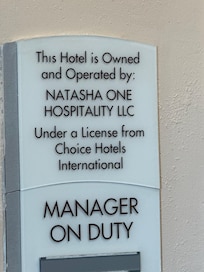 This Hotel is Owned
and Operated by:
NATASHA ONE
HOSPITALITY LLC
Under a License from
Choice Hotels
International
MANAGER
ON DUTY